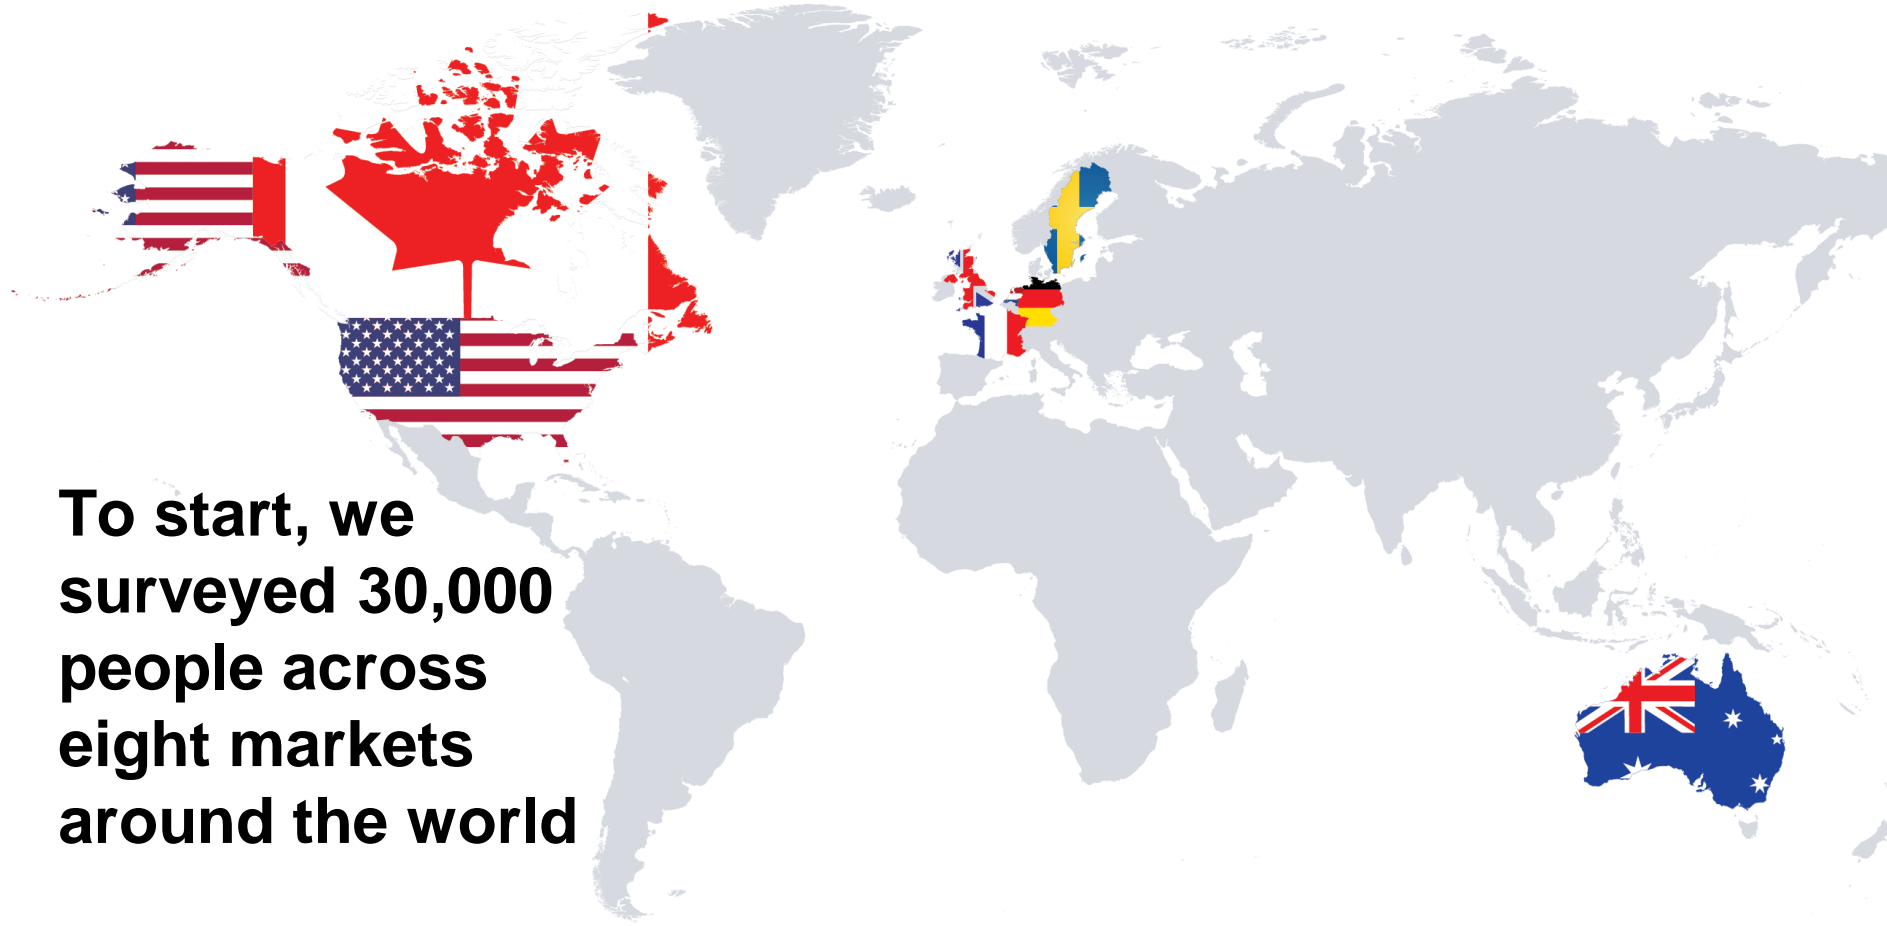 To start, we
surveyed 30,000
people across
eight markets
around the world